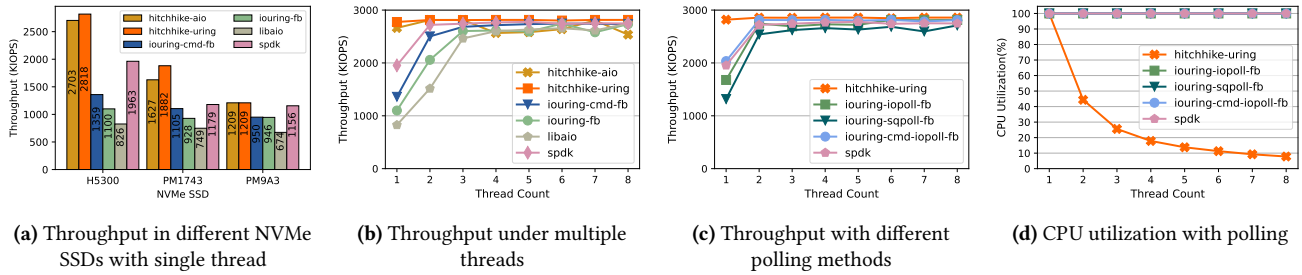 Throughput (KIOPS)
2500
2000
1500
1000
500
0
hitchhike-aio
hitchhike-uring
iouring-cmd-fb
iouring-fb
libaio
spdk
2703
2818
1359
1100
826
1963
1627
1882
1105
928
749
1179
1209
1209
950
946
674
1156
H5300 PM1743 PM9A3
NVMe SSD
(a) Throughput in different NVMe
SSDs with single thread
Throughput (KIOPS)
3000
2000
1000
0
hitchhike-aio
hitchhike-uring
iouring-cmd-fb
iouring-fb
libaio
spdk
1 2 3 4 5 6 7 8
Thread Count
(b) Throughput under multiple
threads
Throughput (KIOPS)
3000
2000
1000
0
hitchhike-uring
iouring-iopoll-fb
iouring-sqpoll-fb
iouring-cmd-iopoll-fb
spdk
1 2 3 4 5 6 7 8
Thread Count
(c) Throughput with different
polling methods
CPU Utilization(%)
100
90
80
70
60
50
40
30
20
10
0
hitchhike-uring
iouring-iopoll-fb
iouring-sqpoll-fb
iouring-cmd-iopoll-fb
spdk
1 2 3 4 5 6 7 8
Thread Count
(d) CPU utilization with polling